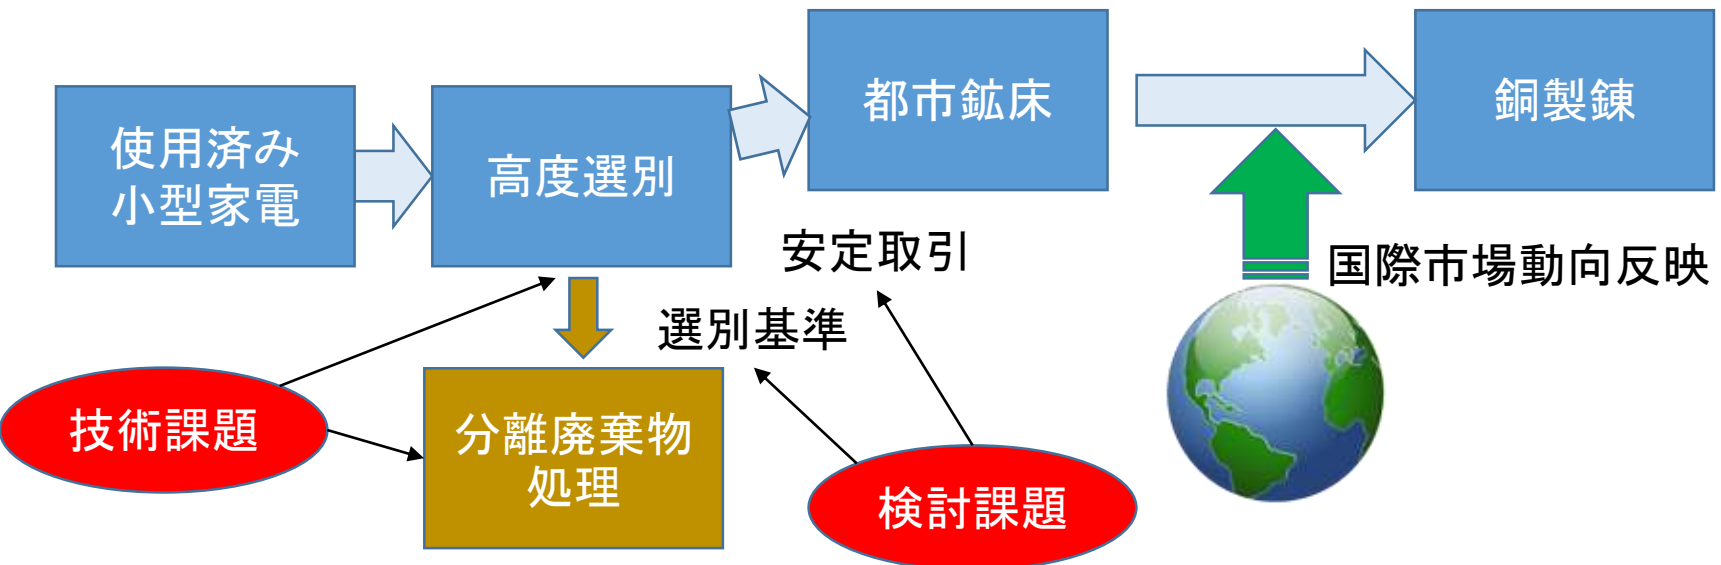 使用済み
小型家電
高度選別
都市鉱床
銅製錬
安定取引
国際市場動向反映
選別基準
技術課題
分離廃棄物
処理
検討課題